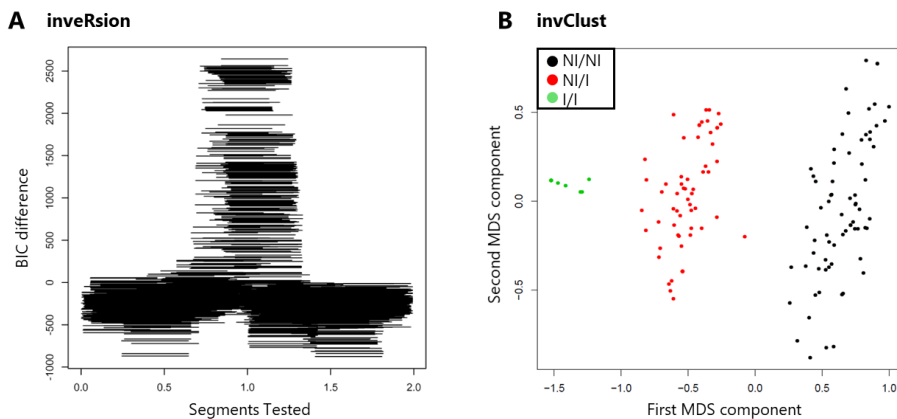 A inveRsion
BIC difference
2500
2000
1500
1000
500
0
-500
-1000
0.0 0.5 1.0 1.5 2.0
Segments Tested
B invClust
NI/NI
NI/I
I/I
Second MDS component
0.5
0.0
−0.5
−1.5 −1.0 −0.5 0.0 0.5 1.0
First MDS component